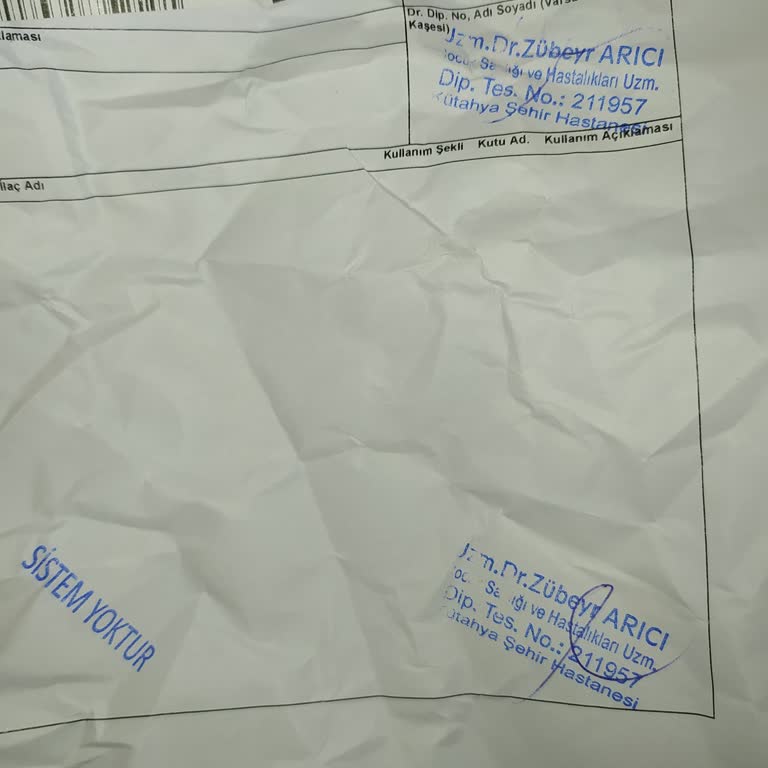 Dr. Dip. No, Adı Soyadı
Kaşesi)
laması
Uzm.Dr.Zübeyr ARICI
Sağlığı ve Hastalıkları Uzm.
Dip. Tes. No.: 211957
Kütahya Şehir Hastanesi
Kullanım Şekli Kutu Ad. Kullanım Açıklaması
İlaç Adı
SİSTEM YOKTUR
Uzm.Dr.Zübeyr ARICI
Sağlığı ve Hastalıkları Uzm.
Dip. Tes. No.: 211957
Kütahya Şehir Hastanesi